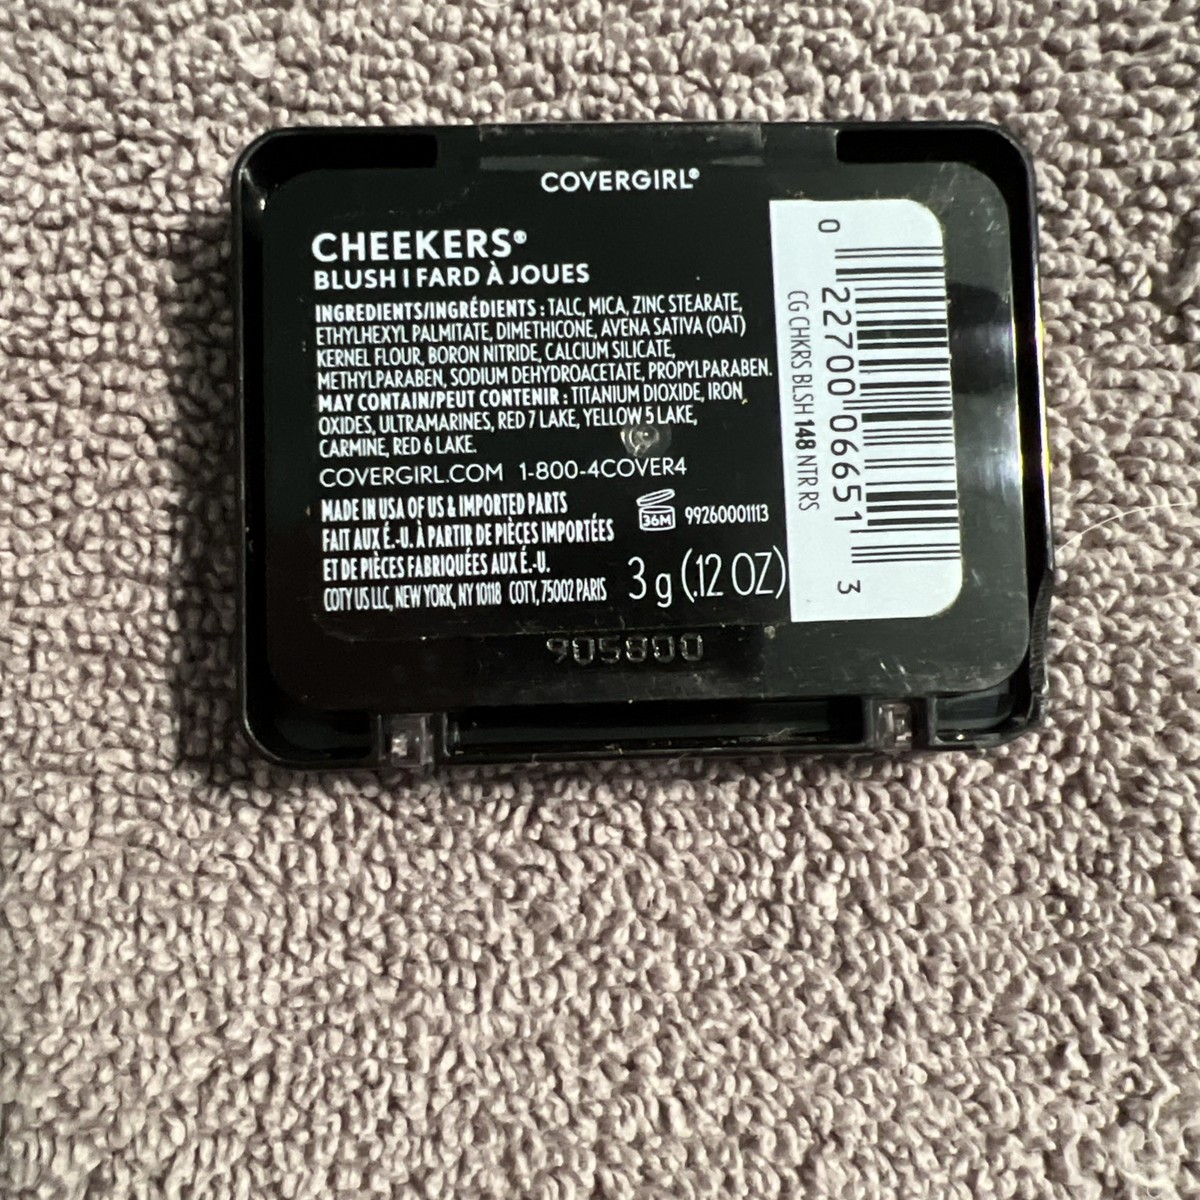 COVERGIRL®
CHEEKERS®
BLUSH | FARD À JOUES
INGREDIENTS/INGRÉDIENTS : TALC, MICA, ZINC STEARATE,
ETHYLHEXYL PALMITATE, DIMETHICONE, AVENA SATIVA (OAT)
KERNEL FLOUR, BORON NITRIDE, CALCIUM SILICATE,
METHYLPARABEN, SODIUM DEHYDROACETATE, PROPYLPARABEN.
MAY CONTAIN/PEUT CONTENIR : TITANIUM DIOXIDE, IRON
OXIDES, ULTRAMARINES, RED 7 LAKE, YELLOW 5 LAKE,
CARMINE, RED 6 LAKE.
COVERGIRL.COM 1-800-4COVER4
MADE IN USA OF US & IMPORTED PARTS
FAIT AUX É.-U. À PARTIR DE PIÈCES IMPORTÉES
ET DE PIÈCES FABRIQUÉES AUX É.-U.
COTY US LLC, NEW YORK, NY 10118 COTY, 75002 PARIS
36M 99260001113
3 g (.12 OZ)
905800
0 22700 06651 3
CG CHKRS BLSH 148 NTR RS